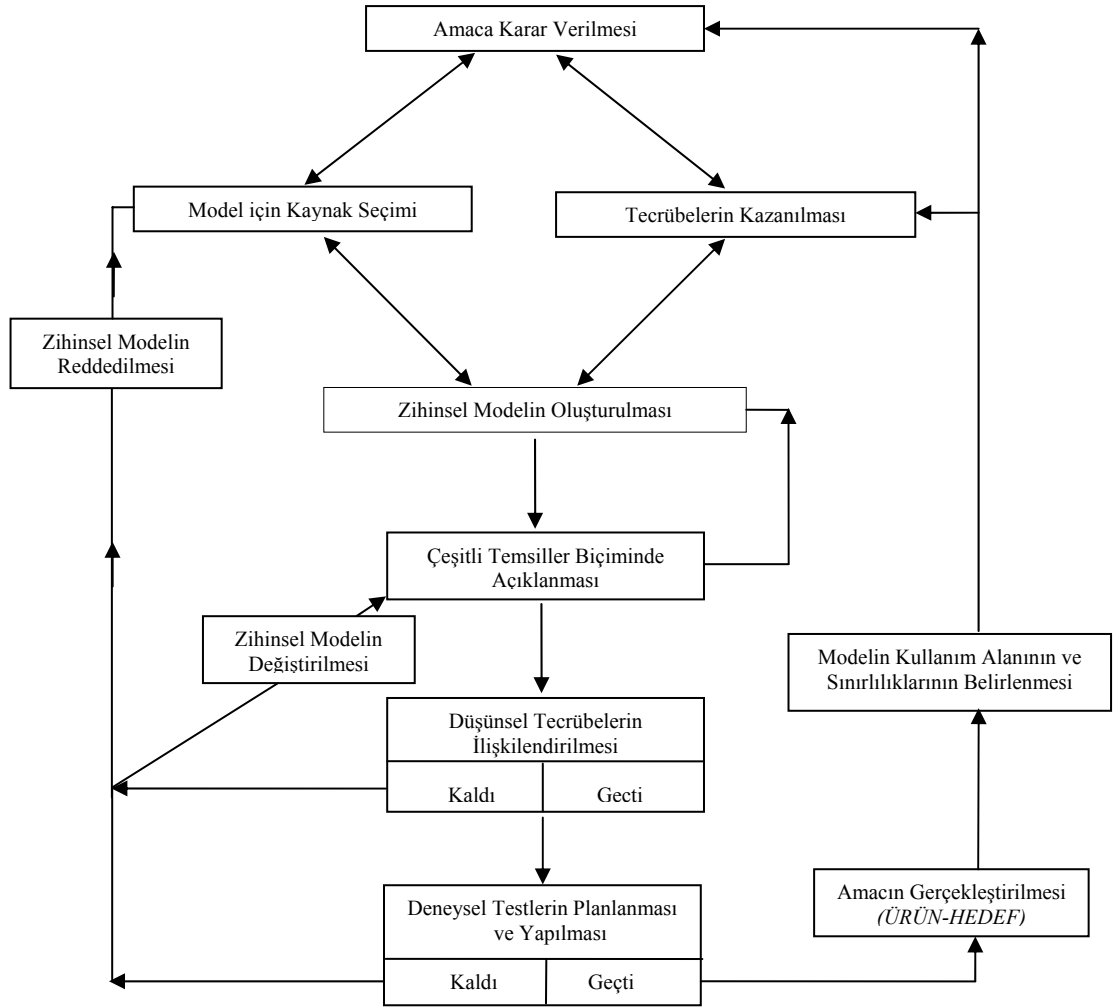 Amaca Karar Verilmesi
Model için Kaynak Seçimi
Tecrübelerin Kazanılması
Zihinsel Modelin
Reddedilmesi
Zihinsel Modelin Oluşturulması
Çeşitli Temsiller Biçiminde
Açıklanması
Zihinsel Modelin
Değiştirilmesi
Modelin Kullanım Alanının ve
Sınırlılıklarının Belirlenmesi
Düşünsel Tecrübelerin
İlişkilendirilmesi
Kaldı
Gecti
Amacın Gerçekleştirilmesi
(ÜRÜN-HEDEF)
Deneysel Testlerin Planlanması
ve Yapılması
Kaldı
Geçti